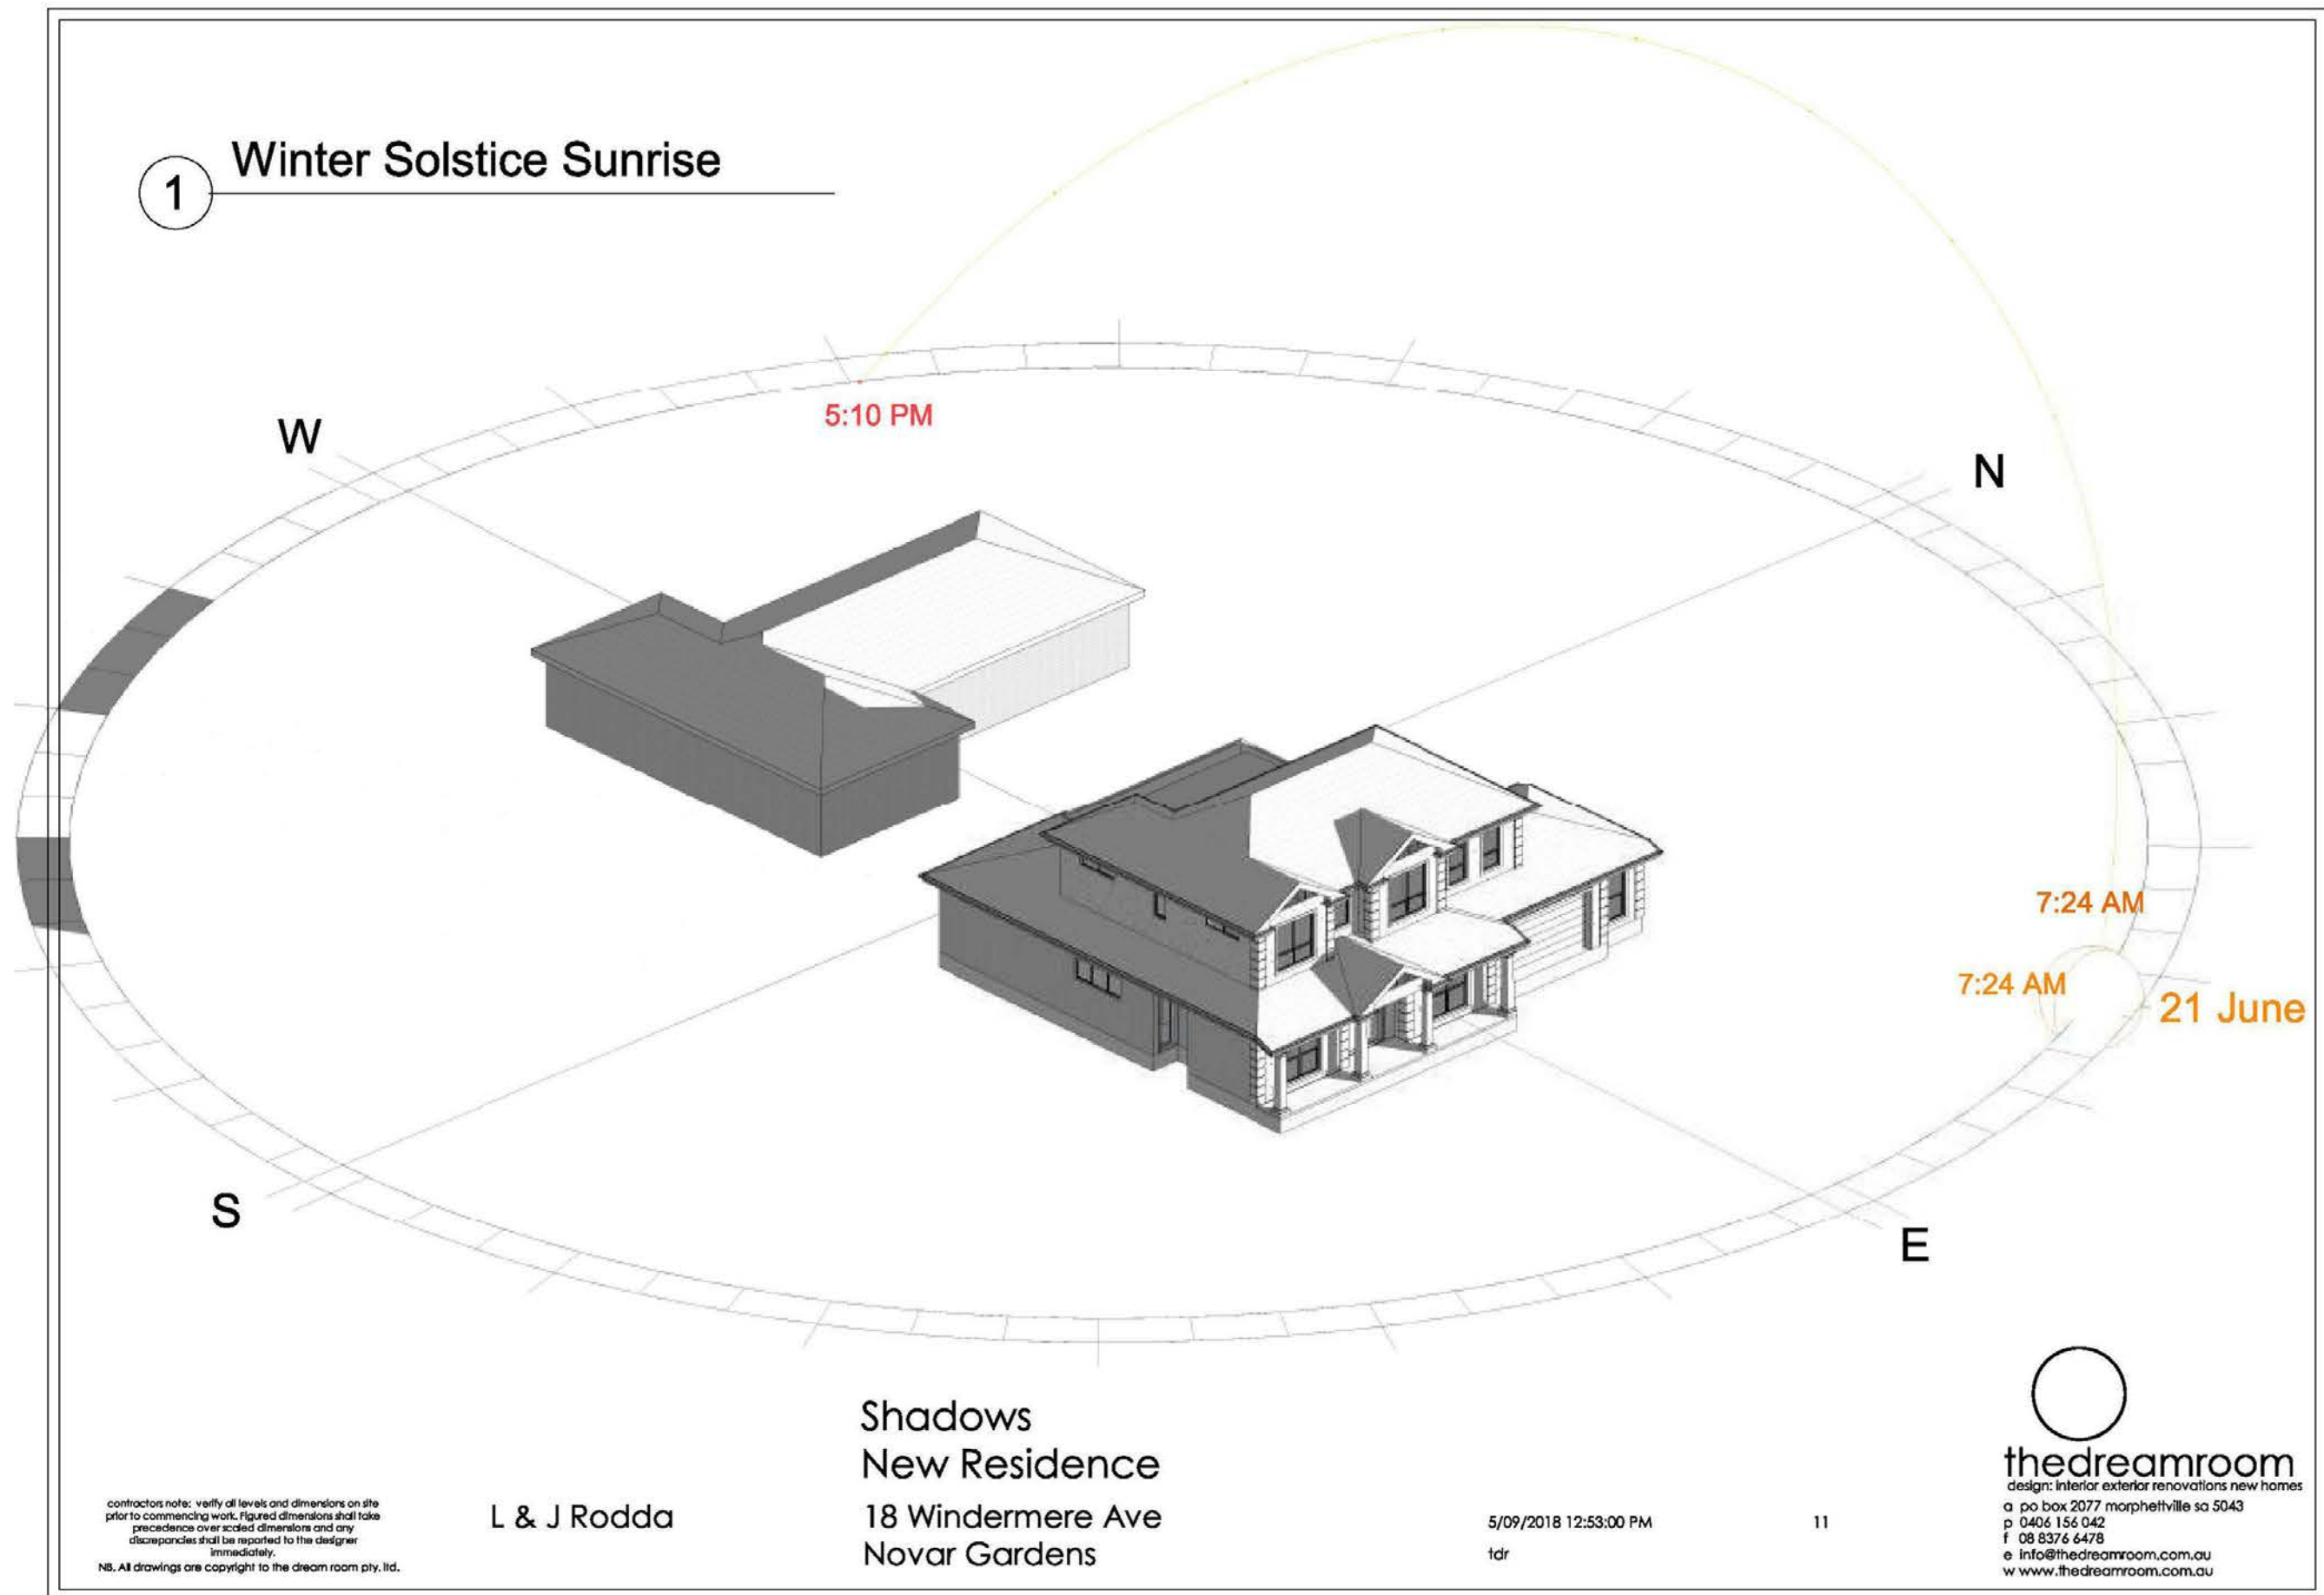 1
Winter Solstice Sunrise
5:10 PM
W
N
7:24 AM
7:24 AM
21 June
S
E
Shadows
New Residence
18 Windermere Ave
Novar Gardens
L & J Rodda
contractors note: verify all levels and dimensions on site
prior to commencing work. Figured dimensions shall take
precedence over scaled dimensions and any
discrepancies shall be reported to the designer
immediately.
NB. All drawings are copyright to the dream room pty. ltd.
5/09/2018 12:53:00 PM
tdr
11
thedreamroom
design: interior exterior renovations new homes
a po box 2077 morphettville sa 5043
p 0406 156 042
f 08 8376 6478
e info@thedreamroom.com.au
w www.thedreamroom.com.au